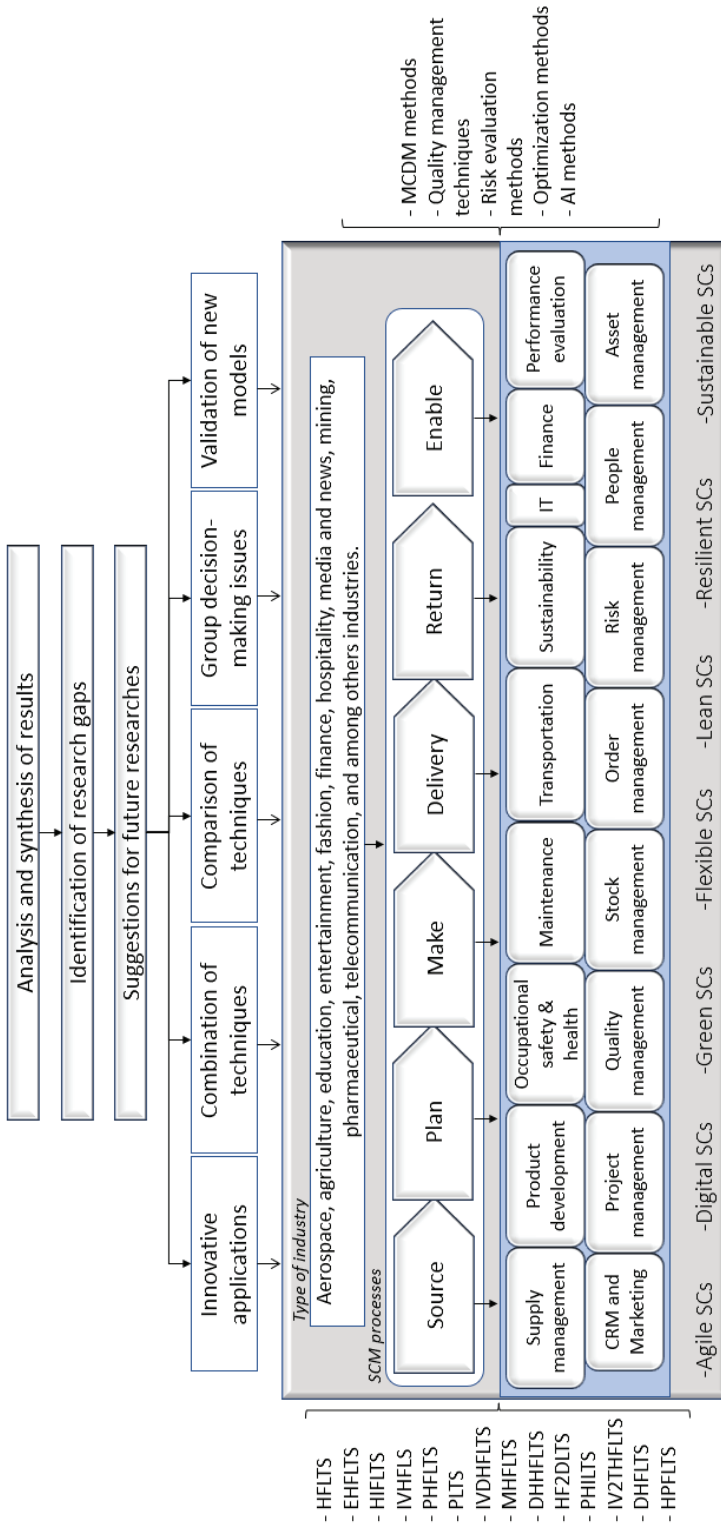 Analysis and synthesis of results
Identification of research gaps
Suggestions for future researches
Innovative
applications
Combination of
techniques
Comparison of
techniques
Group decision-
making issues
Validation of new
models
Type of industry
Aerospace, agriculture, education, entertainment, fashion, finance, hospitality, media and news, mining,
pharmaceutical, telecommunication, and among others industries.
SCM processes
Source
Plan
Make
Delivery
Return
Enable
Supply
management
Product
development
Occupational
safety &
health
Maintenance
Transportation
Sustainability
IT
Finance
Performance
evaluation
CRM and
Marketing
Project
management
Quality
management
Stock
management
Order
management
Risk
management
People
management
Asset
management
-Agile SCs
-Digital SCs
-Green SCs
-Flexible SCs
-Lean SCs
-Resilient SCs
-Sustainable SCs
- HFLTS
- EHFLTS
- HIFLTS
- IVHFLS
- PHFLTS
- PLTS
- IVDHFLTS
- MHFLTS
- DHHFLTS
- HF2DLTS
- PHILTS
- IV2THFLTS
- DHFLTS
- HPFLTS
- MCDM methods
- Quality management
techniques
- Risk evaluation
methods
- Optimization methods
- AI methods